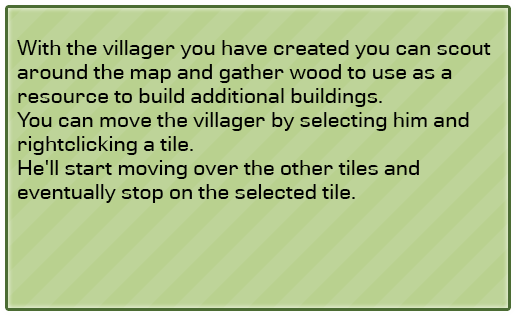 With the villager you have created you can scout
around the map and gather wood to use as a
resource to build additional buildings.
You can move the villager by selecting him and
rightclicking a tile.
He'll start moving over the other tiles and
eventually stop on the selected tile.